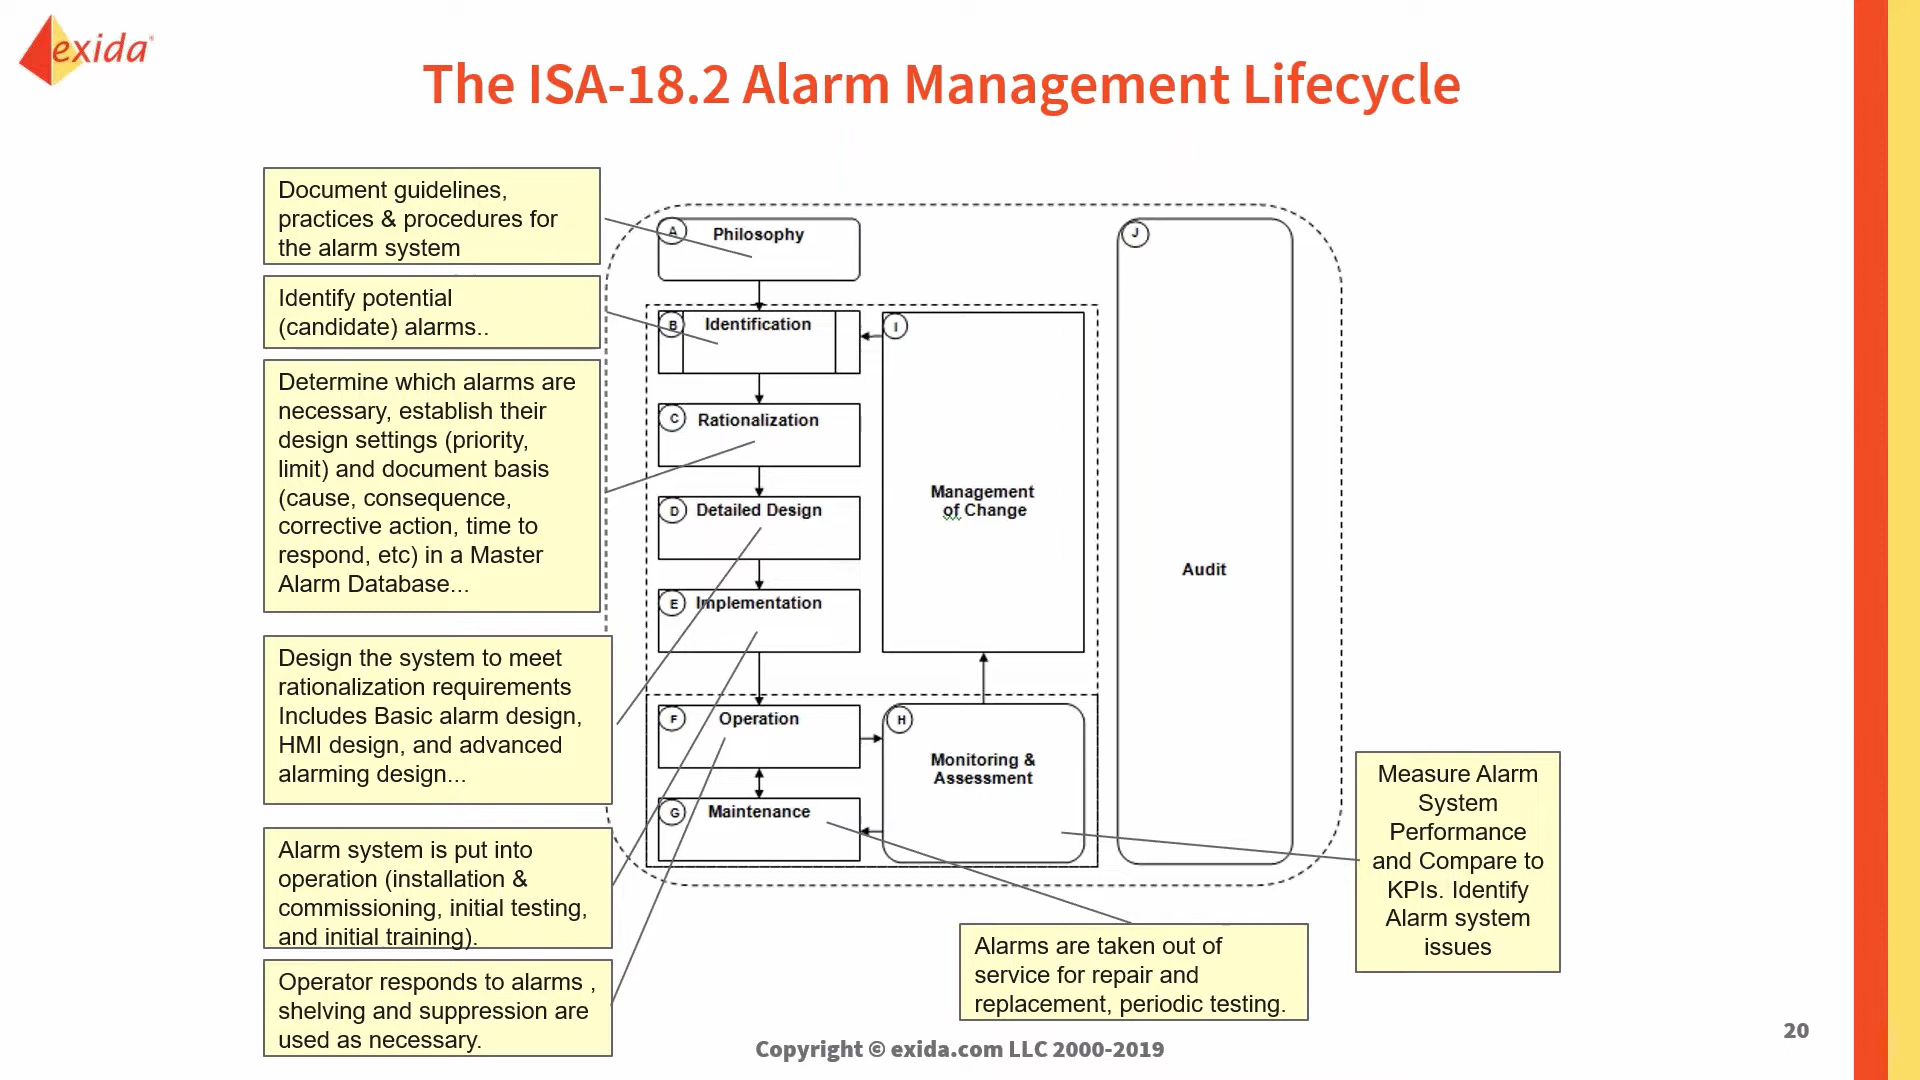 exida
The ISA-18.2 Alarm Management Lifecycle
Document guidelines,
practices & procedures for
the alarm system
Identify potential
(candidate) alarms..
Determine which alarms are
necessary, establish their
design settings (priority,
limit) and document basis
(cause, consequence,
corrective action, time to
respond, etc) in a Master
Alarm Database...
Design the system to meet
rationalization requirements
Includes Basic alarm design,
HMI design, and advanced
alarming design...
Alarm system is put into
operation (installation &
commissioning, initial testing,
and initial training).
Operator responds to alarms ,
shelving and suppression are
used as necessary.
A
Philosophy
B
Identification
C
Rationalization
D
Detailed Design
E
Implementation
F
Operation
G
Maintenance
I
Management
of Change
H
Monitoring &
Assessment
J
Audit
Alarms are taken out of
service for repair and
replacement, periodic testing.
Measure Alarm
System
Performance
and Compare to
KPIs. Identify
Alarm system
issues
Copyright © exida.com LLC 2000-2019
20